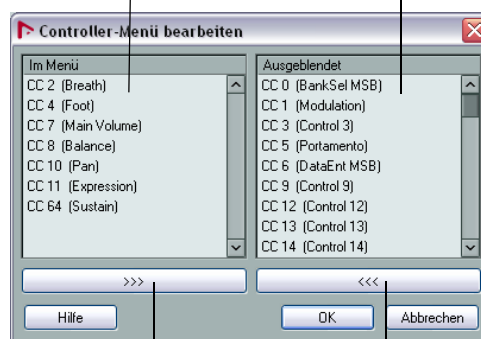 Controller-Menü bearbeiten
Im Menü
CC 2 (Breath)
CC 4 (Foot)
CC 7 (Main Volume)
CC 8 (Balance)
CC 10 (Pan)
CC 11 (Expression)
CC 64 (Sustain)
Ausgeblendet
CC 0 (BankSel MSB)
CC 1 (Modulation)
CC 3 (Control 3)
CC 5 (Portamento)
CC 6 (DataEnt MSB)
CC 9 (Control 9)
CC 12 (Control 12)
CC 13 (Control 13)
CC 14 (Control 14)
>>>
<<<
Hilfe
OK
Abbrechen